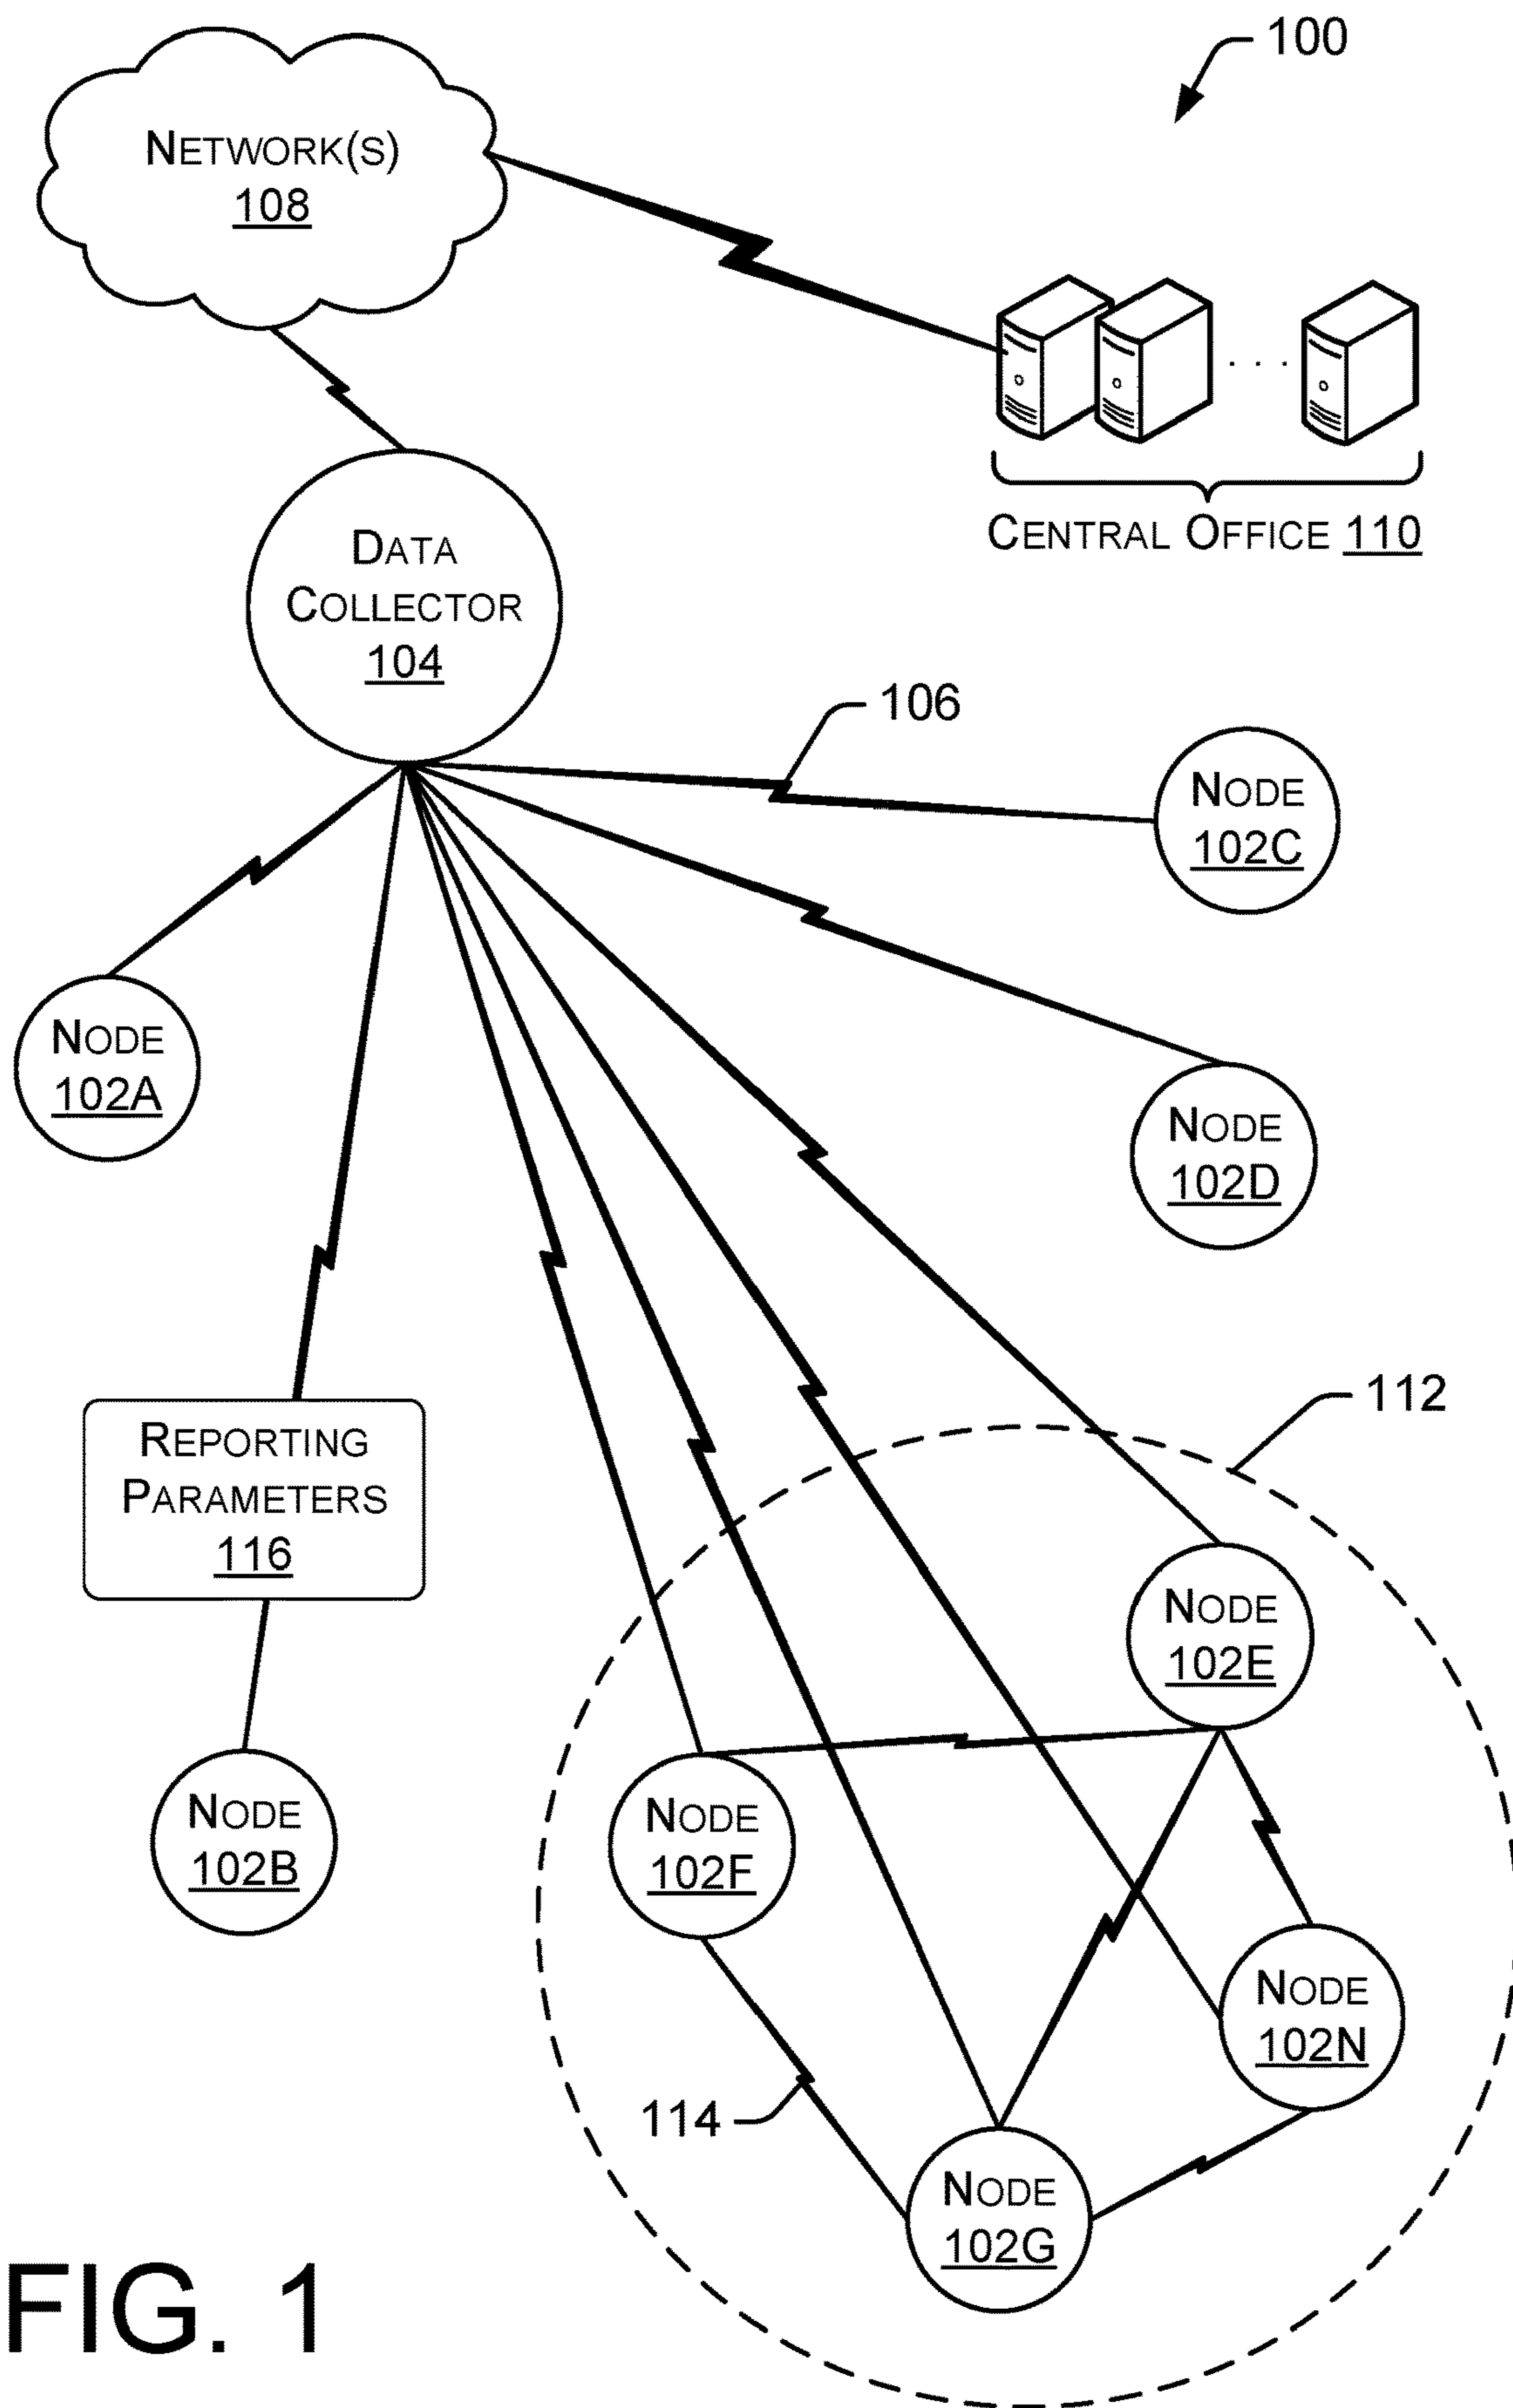 100
NETWORK(S)
108
CENTRAL OFFICE 110
DATA
COLLECTOR
104
106
NODE
102C
NODE
102A
NODE
102D
112
REPORTING
PARAMETERS
116
NODE
102E
NODE
102B
NODE
102F
NODE
102N
114
NODE
102G
FIG. 1